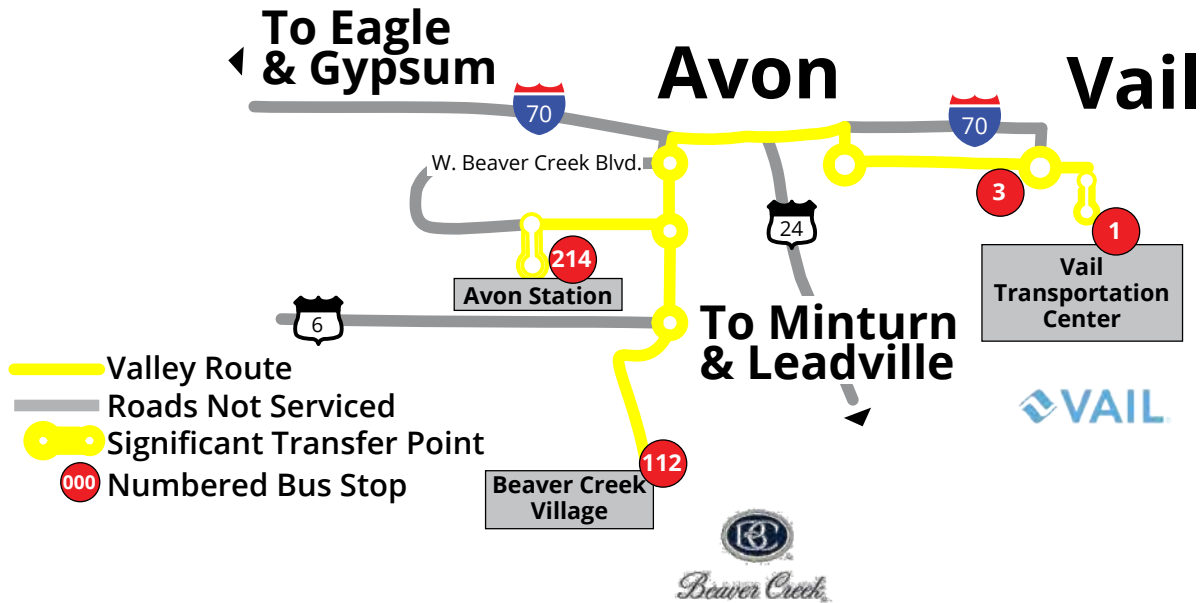 To Eagle
& Gypsum
Avon
Vail
70
70
W. Beaver Creek Blvd.
3
24
1
214
Vail
Transportation
Center
Avon Station
6
To Minturn
& Leadville
Valley Route
Roads Not Serviced
VAIL
Significant Transfer Point
112
000 Numbered Bus Stop
Beaver Creek
Village
BC
Beaver Creek